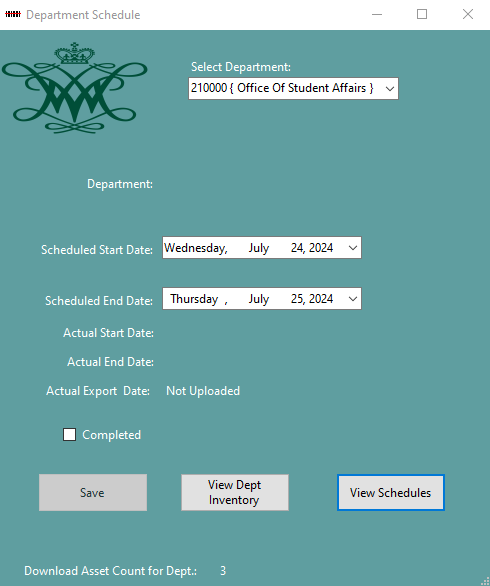 Department Schedule
Select Department:
210000 { Office Of Student Affairs }
Department:
Scheduled Start Date: Wednesday, July 24, 2024
Scheduled End Date: Thursday , July 25, 2024
Actual Start Date:
Actual End Date:
Actual Export Date: Not Uploaded
Completed
Save
View Dept
Inventory
View Schedules
Download Asset Count for Dept.: 3